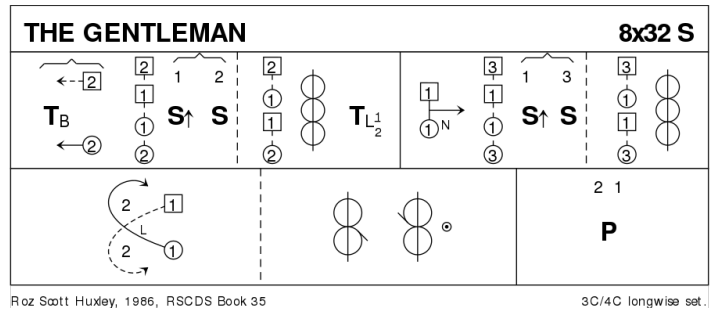 THE GENTLEMAN 8x32 S
2 2 1 2 2 1 3 1 3 3
1 1 1 1 1
T B S↑ S T L 1/2 N S↑ S
1 1 1 1 1
2 2 2 3 3
2 1 2 1
L P
2 1
Roz Scott Huxley, 1986, RSCDS Book 35 3C/4C longwise set.